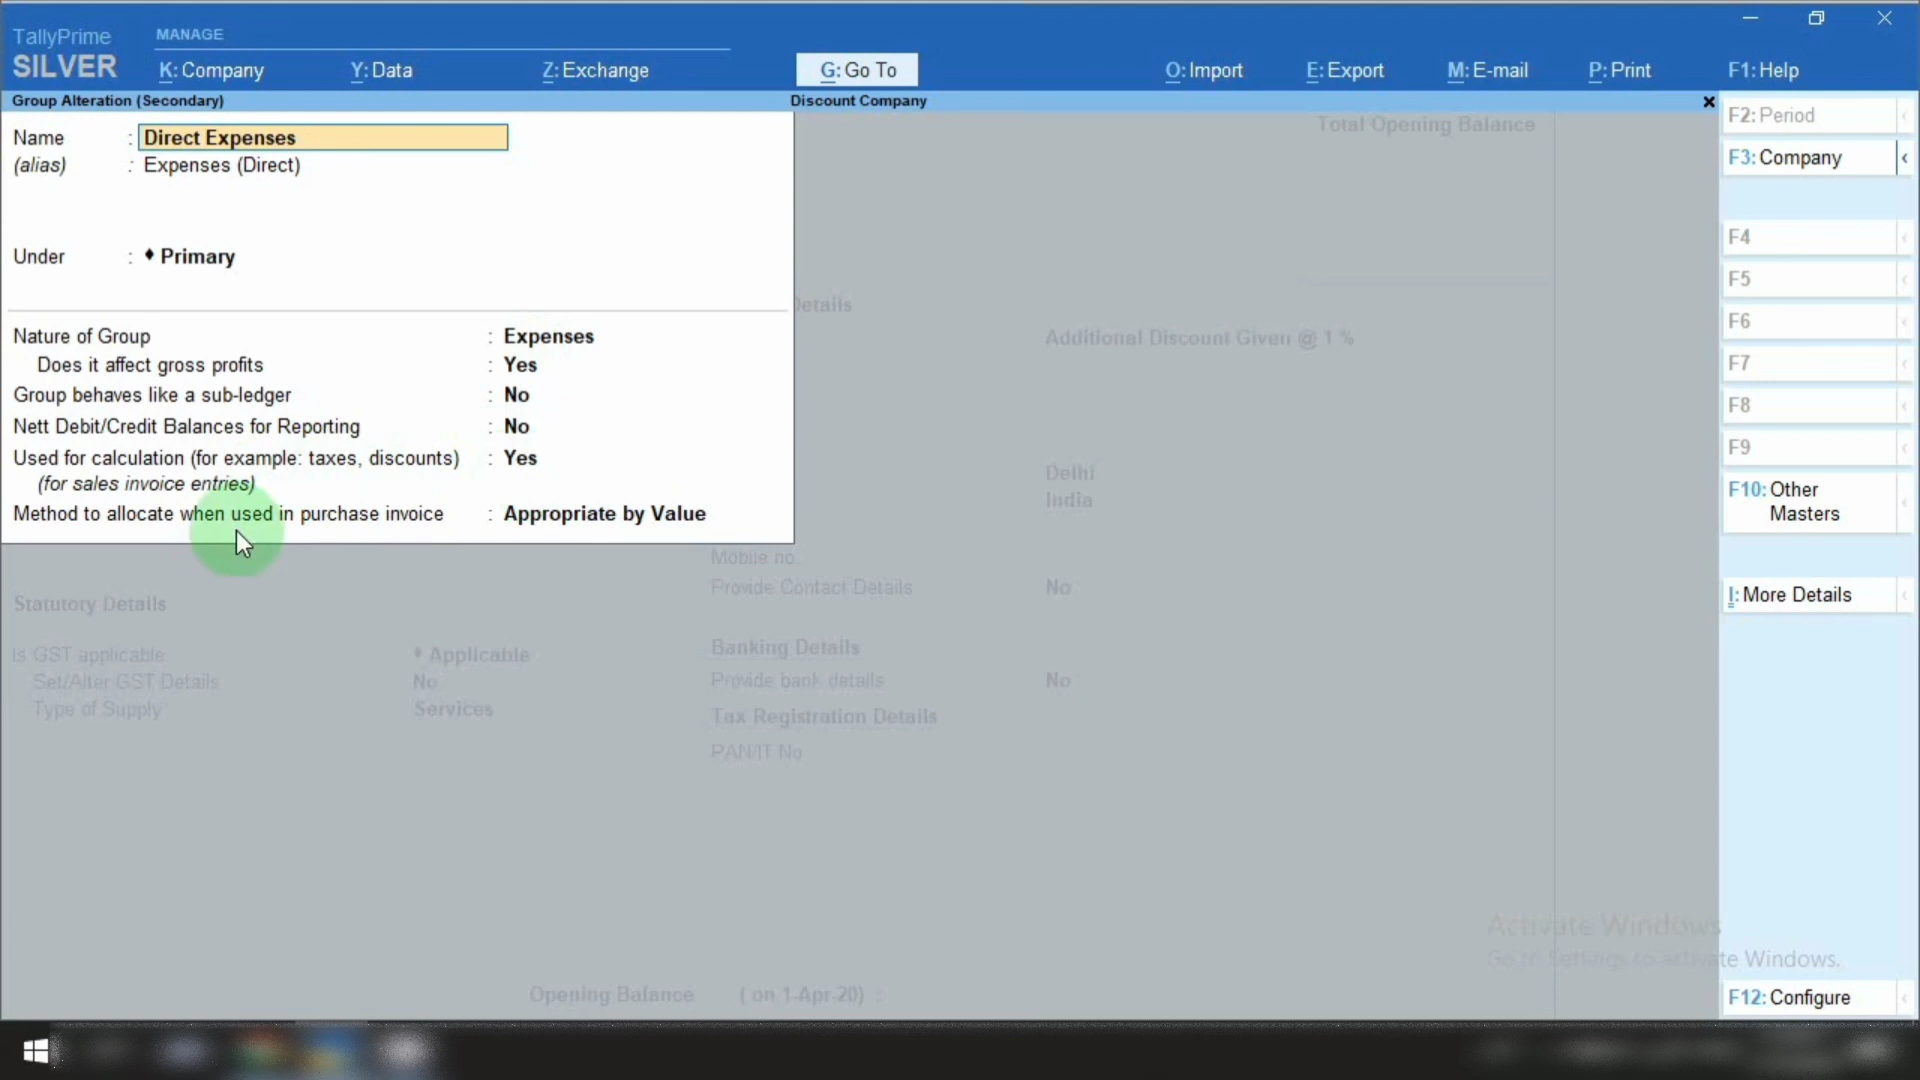 TallyPrime
SILVER
MANAGE
K: Company
Y: Data
Z: Exchange
G: Go To
O: Import
E: Export
M: E-mail
P: Print
F1: Help
Group Alteration (Secondary)
Discount Company
Name : Direct Expenses
(alias) : Expenses (Direct)
Under : ♦ Primary
Nature of Group : Expenses
Does it affect gross profits : Yes
Group behaves like a sub-ledger : No
Nett Debit/Credit Balances for Reporting : No
Used for calculation (for example: taxes, discounts) : Yes
(for sales invoice entries)
Method to allocate when used in purchase invoice : Appropriate by Value
Total Opening Balance
Details
Additional Discount Given @ 1 %
Delhi
India
Mobile no.
Provide Contact Details No
Statutory Details
Is GST applicable ♦ Applicable
Set/Alter GST Details No
Type of Supply Services
Banking Details
Provide bank details No
Tax Registration Details
PAN/IT No
Opening Balance ( on 1-Apr-20) :
F2: Period
F3: Company
F4
F5
F6
F7
F8
F9
F10: Other
Masters
I: More Details
Activate Windows
Go to Settings to activate Windows.
F12: Configure